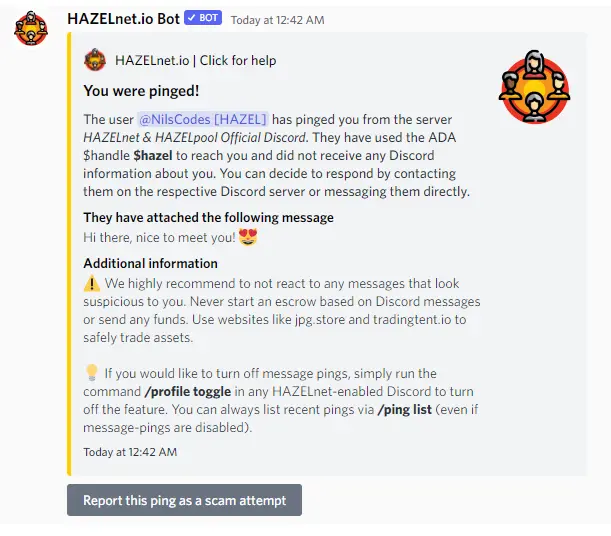 HAZELnet.io Bot ✓ BOT Today at 12:42 AM
HAZELnet.io | Click for help
You were pinged!
The user @NilsCodes [HAZEL] has pinged you from the server
HAZELnet & HAZELpool Official Discord. They have used the ADA
$handle $hazel to reach you and did not receive any Discord
information about you. You can decide to respond by contacting
them on the respective Discord server or messaging them directly.
They have attached the following message
Hi there, nice to meet you! 😍
Additional information
⚠️ We highly recommend to not react to any messages that look
suspicious to you. Never start an escrow based on Discord messages
or send any funds. Use websites like jpg.store and tradingtent.io to
safely trade assets.
💡 If you would like to turn off message pings, simply run the
command /profile toggle in any HAZELnet-enabled Discord to turn
off the feature. You can always list recent pings via /ping list (even if
message-pings are disabled).
Today at 12:42 AM
Report this ping as a scam attempt